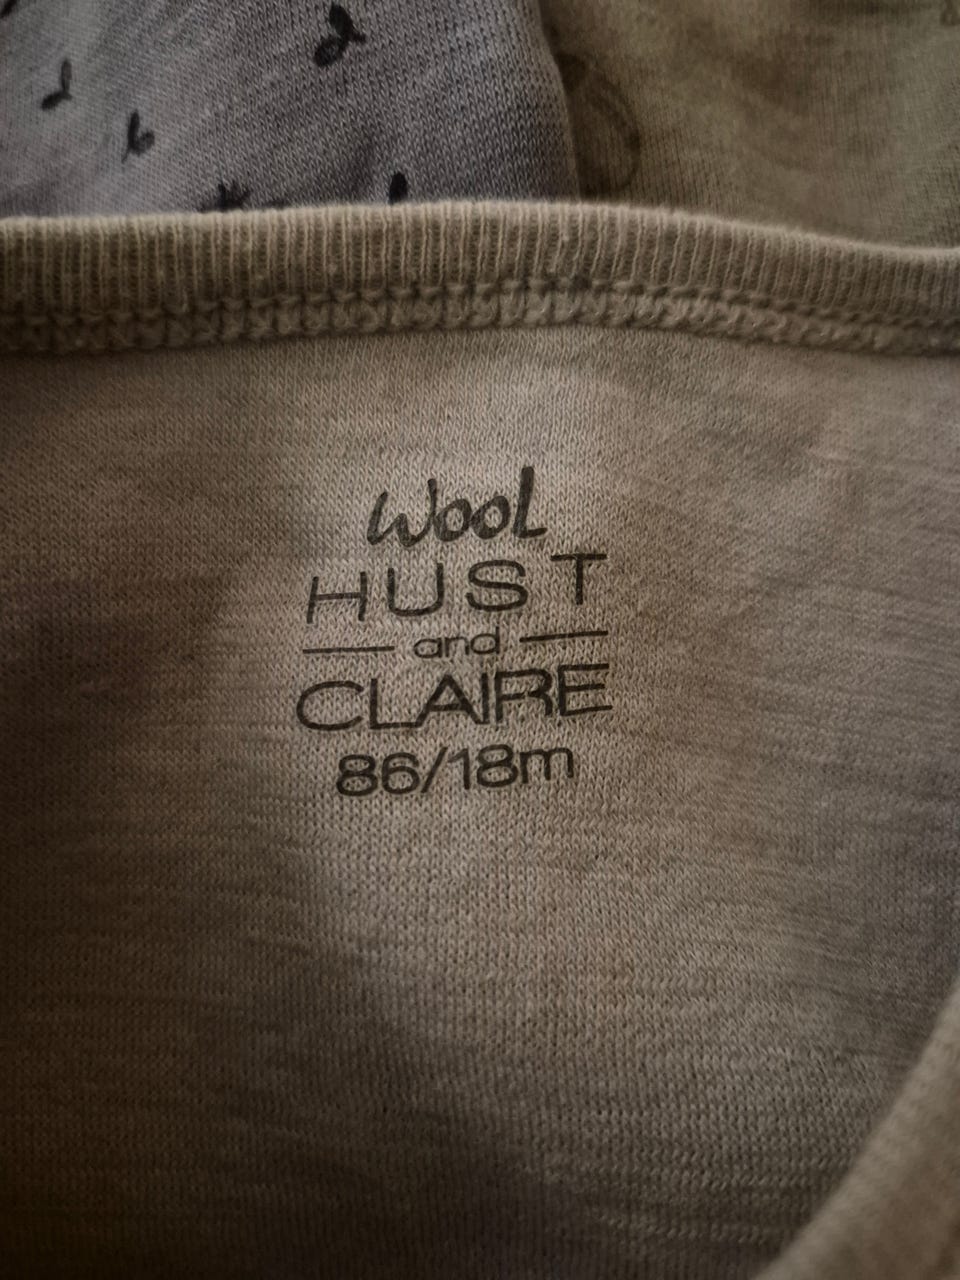 Wool
HUST
and
CLAIRE
86/18m